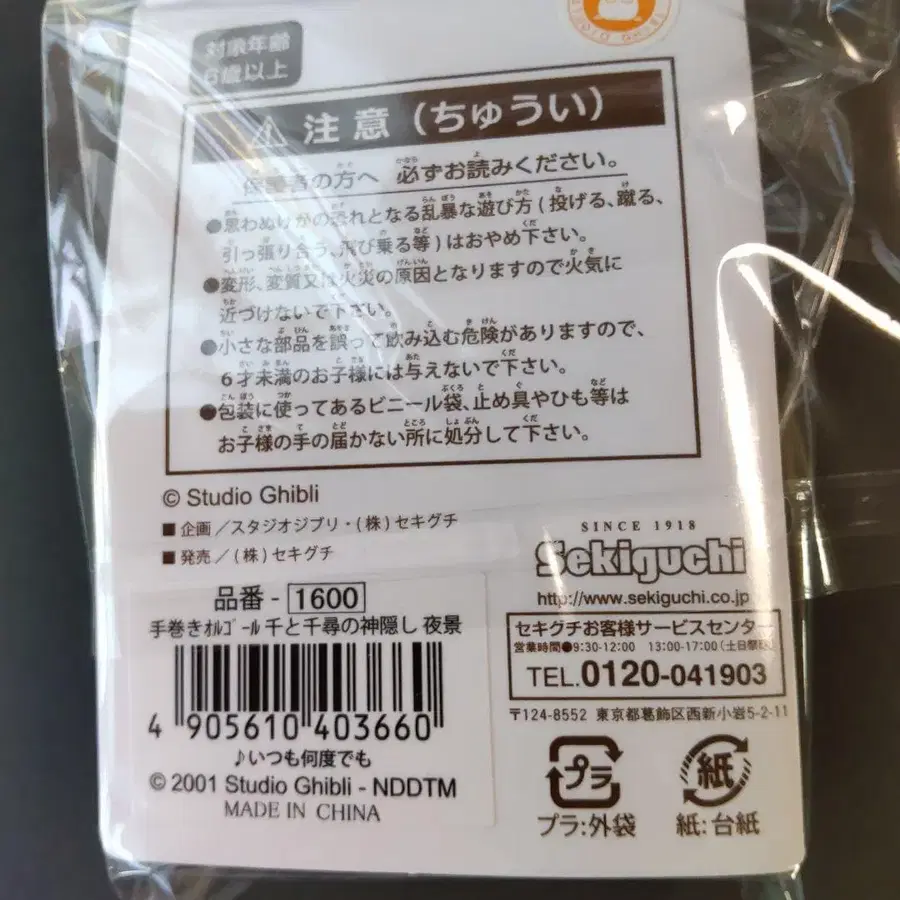 対象年齢
6歳以上
注意（ちゅうい）
保護者の方へ 必ずお読みください。
●思わぬけがの恐れとなる乱暴な遊び方(投げる、蹴る、
引っ張り合う、飛び乗る等)はおやめ下さい。
●変形、変質又は火災の原因となりますので火気に
近づけないで下さい。
●小さな部品を誤って飲み込む危険がありますので、
6才未満のお子様には与えないで下さい。
●包装に使ってあるビニール袋、止め具やひも等は
お子様の手の届かない所に処分して下さい。
© Studio Ghibli
■企画／スタジオジブリ・(株)セキグチ
■発売／(株)セキグチ
SINCE 1918
Sekiguchi
http://www.sekiguchi.co.jp
品番 - 1600
手巻きｵﾙｺﾞｰﾙ 千と千尋の神隠し 夜景
4 905610 403660
♪いつも何度でも
© 2001 Studio Ghibli - NDDTM
MADE IN CHINA
セキグチお客様サービスセンター
営業時間●9:30-12:00 13:00-17:00(土日祭除)
TEL.0120-041903
〒124-8552 東京都葛飾区西新小岩5-2-11
プラ
プラ:外袋
紙
紙:台紙